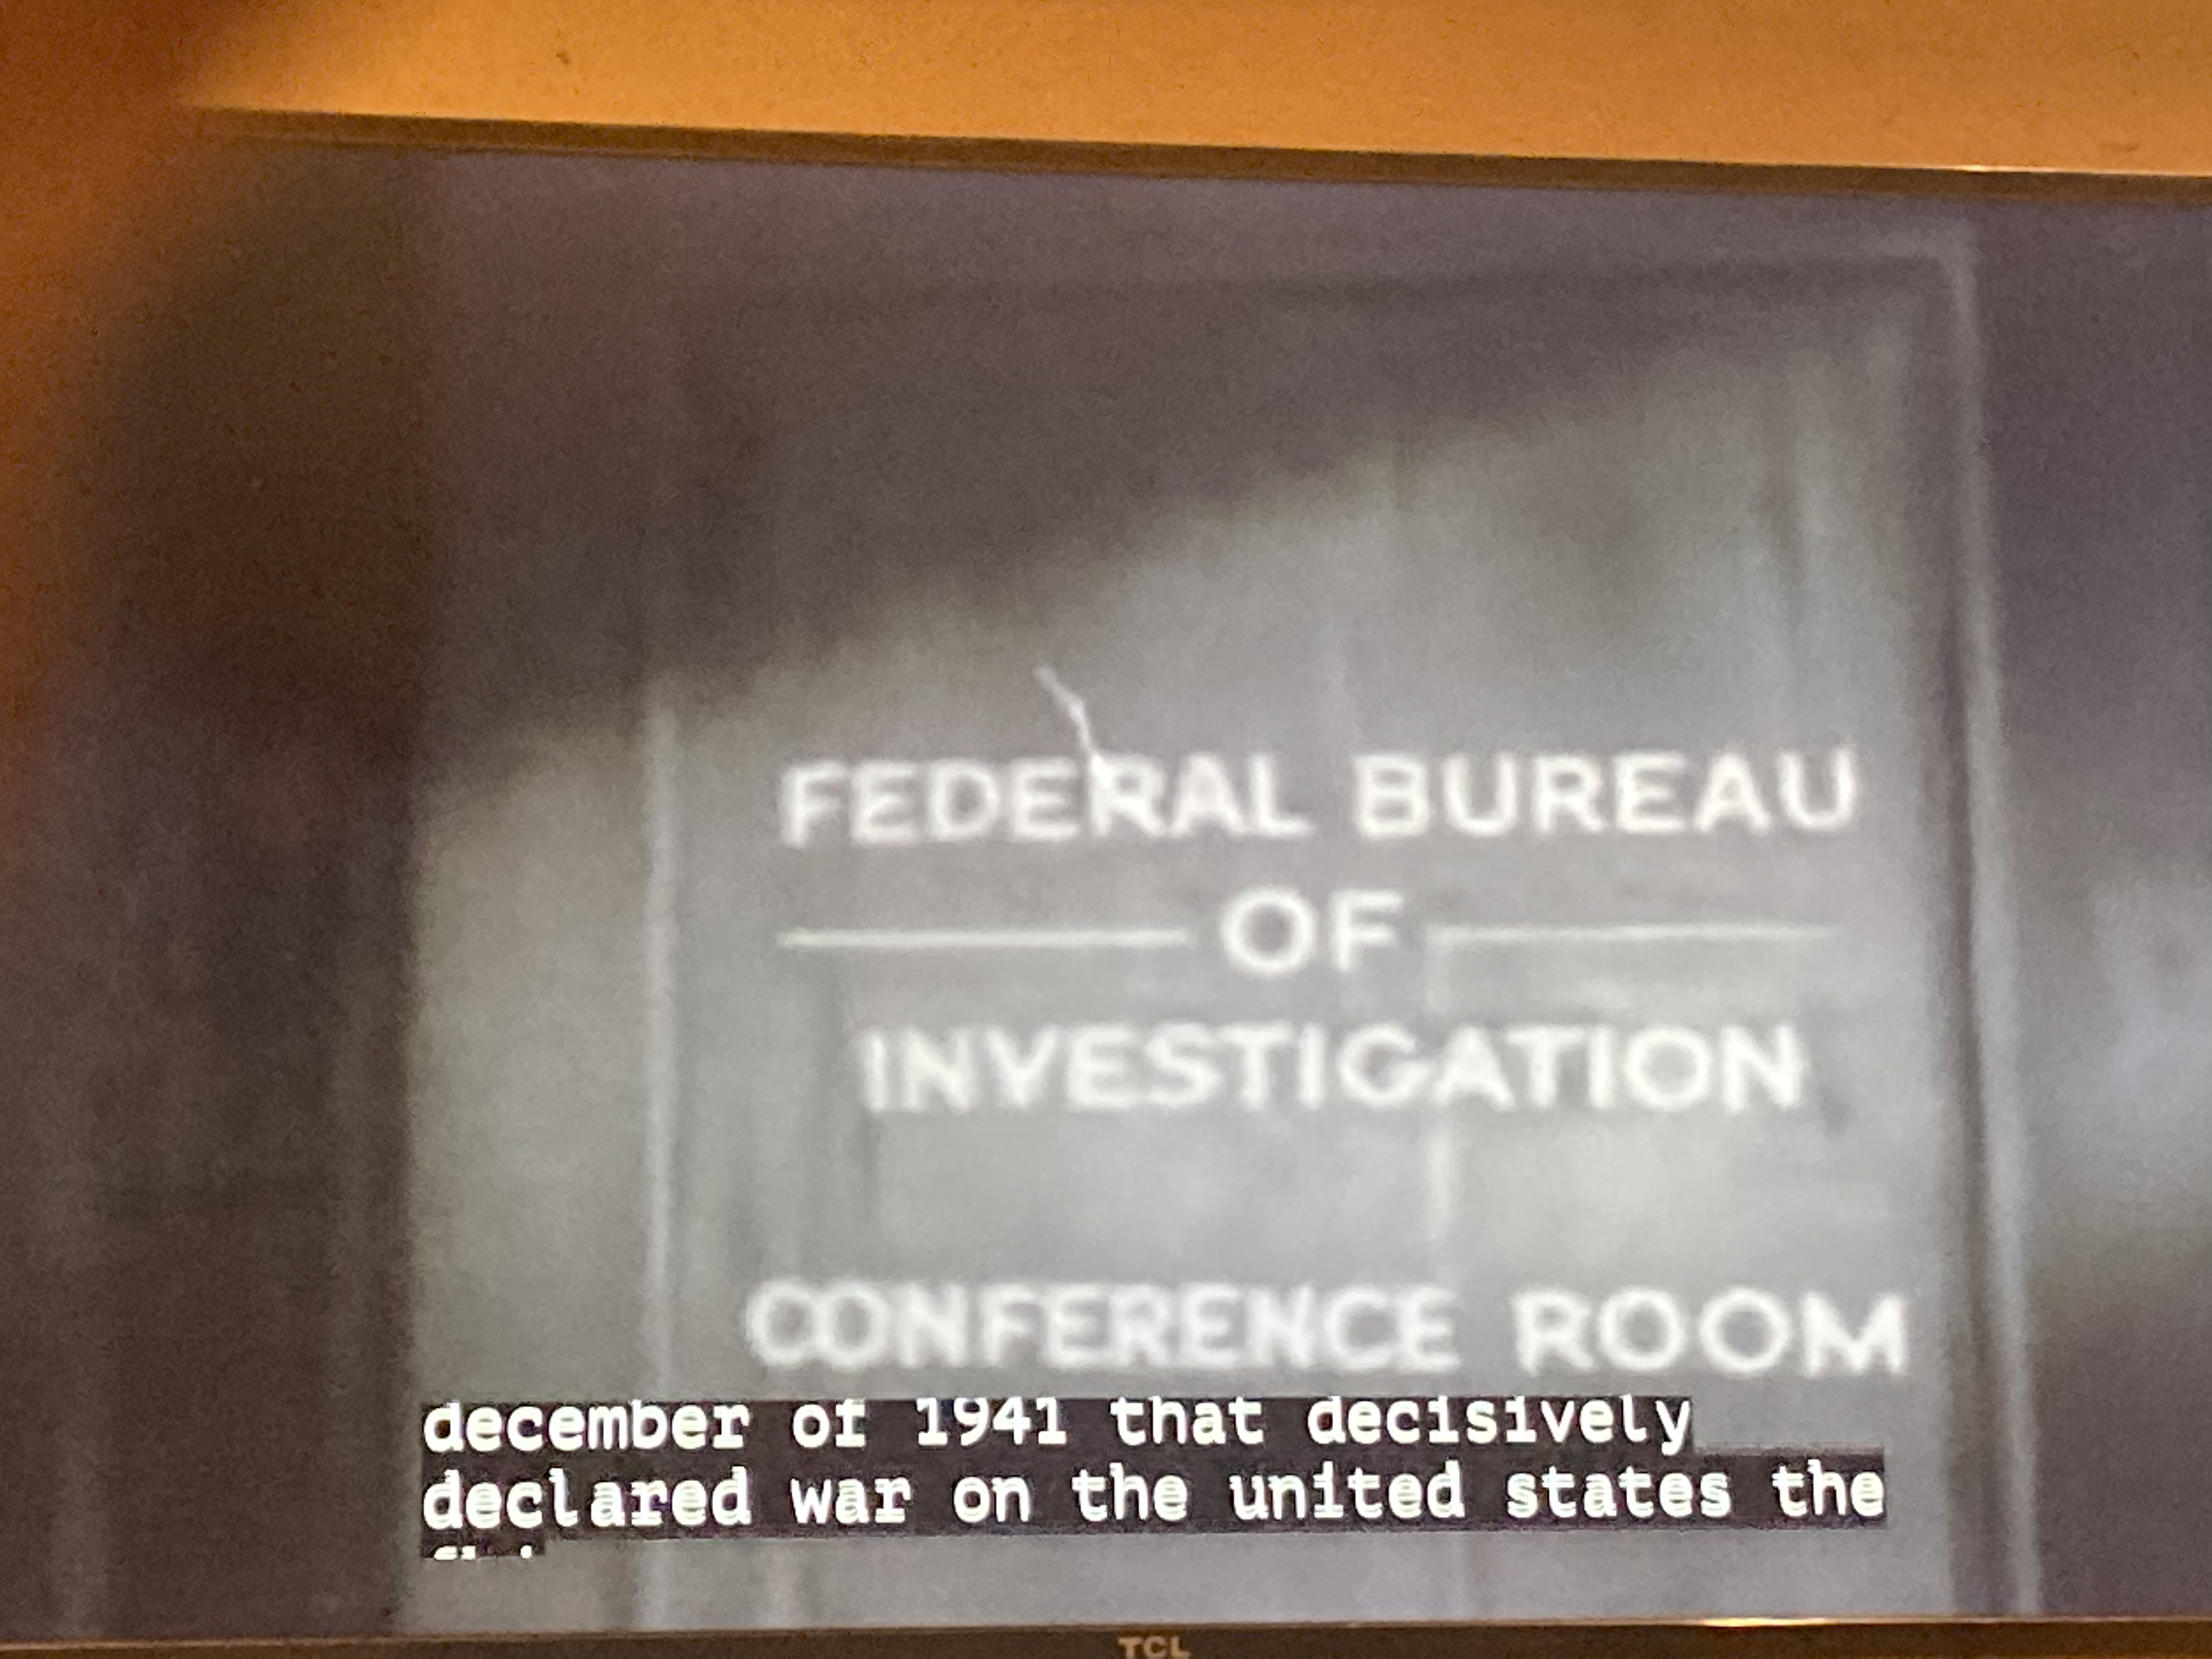 FEDERAL BUREAU
OF
INVESTIGATION
CONFERENCE ROOM
december of 1941 that decisively
declared war on the united states the
TCL